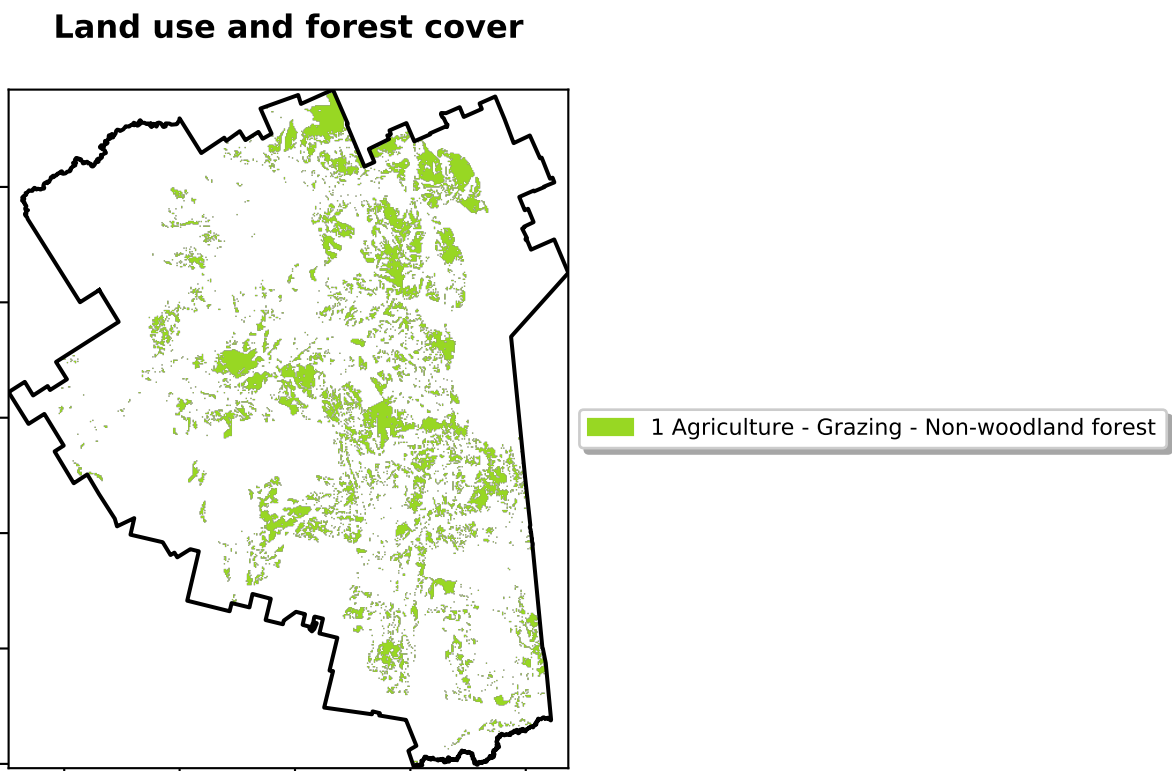 Land use and forest cover
1 Agriculture - Grazing - Non-woodland forest